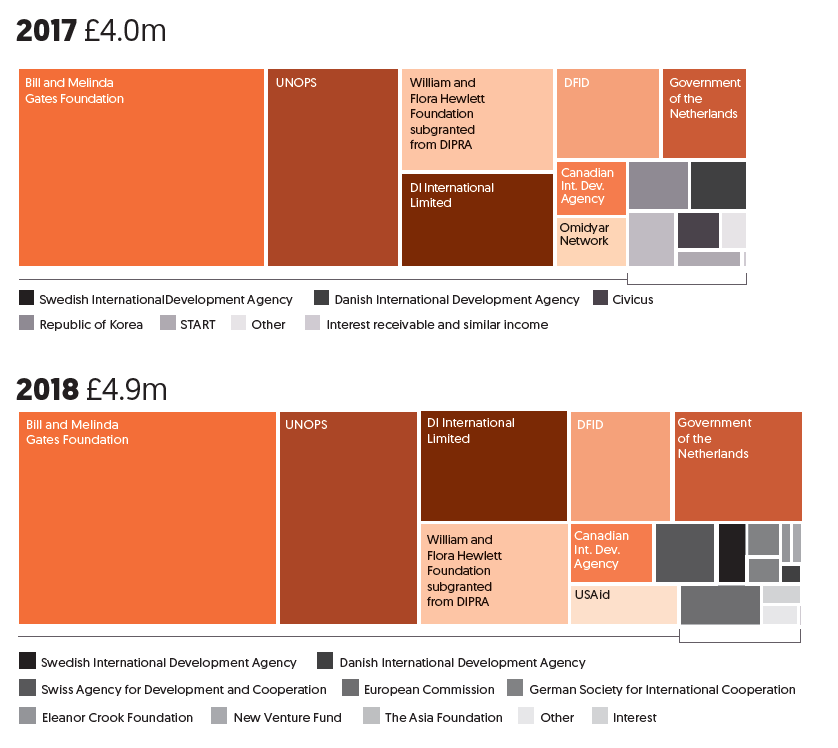 2017 £4.0m
Bill and Melinda
Gates Foundation
UNOPS
William and
Flora Hewlett
Foundation
subgranted
from DIPRA
DI International
Limited
DFID
Government
of the
Netherlands
Canadian
Int. Dev.
Agency
Omidyar
Network
Swedish InternationalDevelopment Agency
Danish International Development Agency
Civicus
Republic of Korea
START
Other
Interest receivable and similar income
2018 £4.9m
Bill and Melinda
Gates Foundation
UNOPS
DI International
Limited
William and
Flora Hewlett
Foundation
subgranted
from DIPRA
DFID
Government
of the
Netherlands
Canadian
Int. Dev.
Agency
USAid
Swedish International Development Agency
Danish International Development Agency
Swiss Agency for Development and Cooperation
European Commission
German Society for International Cooperation
Eleanor Crook Foundation
New Venture Fund
The Asia Foundation
Other
Interest